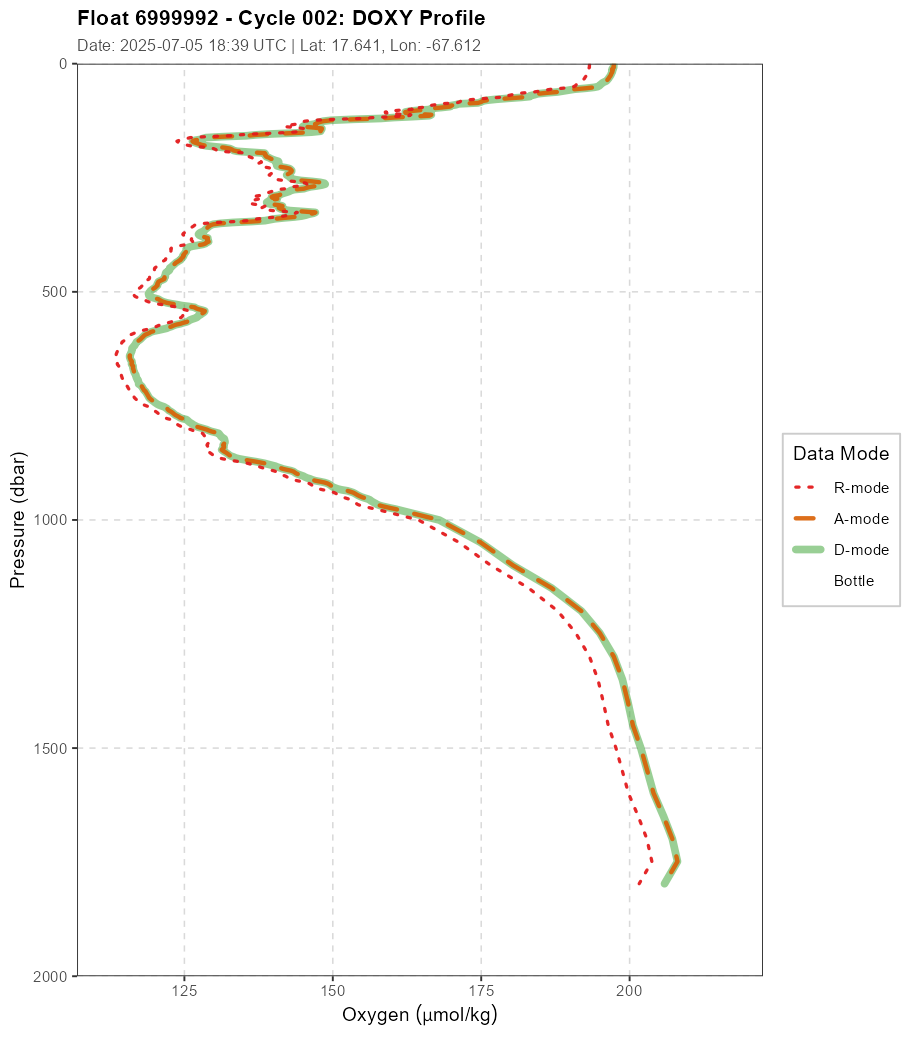 Float 6999992 - Cycle 002: DOXY Profile
Date: 2025-07-05 18:39 UTC | Lat: 17.641, Lon: -67.612
0
500
1000
1500
2000
Pressure (dbar)
125 150 175 200
Oxygen (μmol/kg)
Data Mode
R-mode
A-mode
D-mode
Bottle